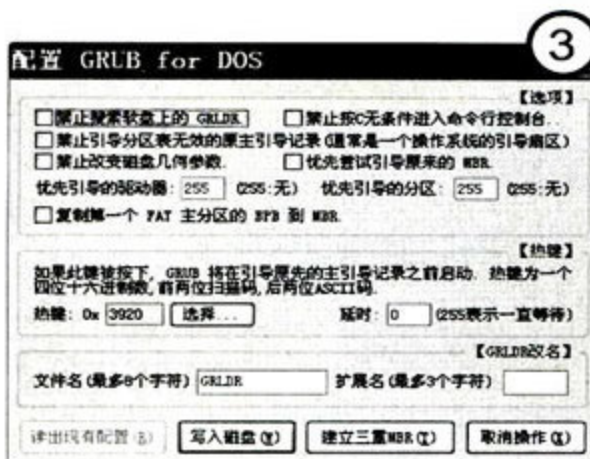 3
配置 GRUB for DOS
【选项】
禁止搜索软盘上的 GRLDR. 禁止按C无条件进入命令行控制台.
禁止引导分区表无效的原主引导记录(通常是一个操作系统的引导扇区)
禁止改变磁盘几何参数. 优先尝试引导原来的 MBR.
优先引导的驱动器: 255 (255:无) 优先引导的分区: 255 (255:无)
复制第一个 FAT 主分区的 BPB 到 MBR.
【热键】
如果此键被按下, GRUB 将在引导原先的主引导记录之前启动. 热键为一个
四位十六进制数,前两位扫描码,后两位ASCII码.
热键: 0x 3920 选择... 延时: 0 (255表示一直等待)
【GRLDR改名】
文件名(最多8个字符) GRLDR 扩展名(最多3个字符)
读出现有配置(B) 写入磁盘(Y) 建立三重MBR(T) 取消操作(X)